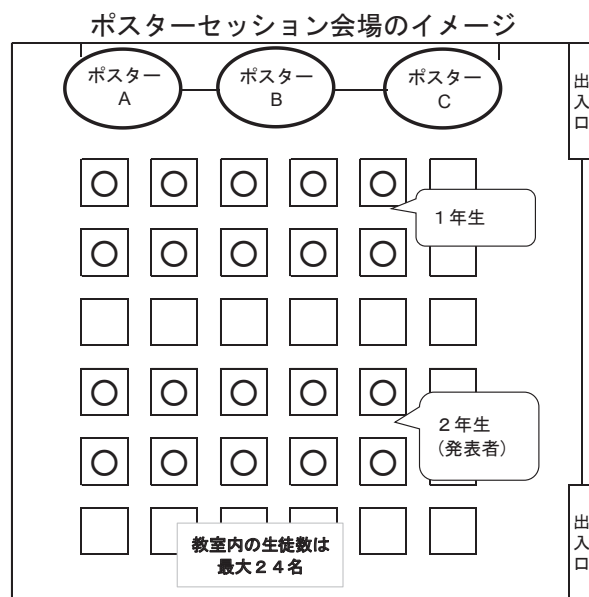 ポスターセッション会場のイメージ
ポスター
A
ポスター
B
ポスター
C
出
入
口
1年生
2年生
(発表者)
教室内の生徒数は
最大24名
出
入
口